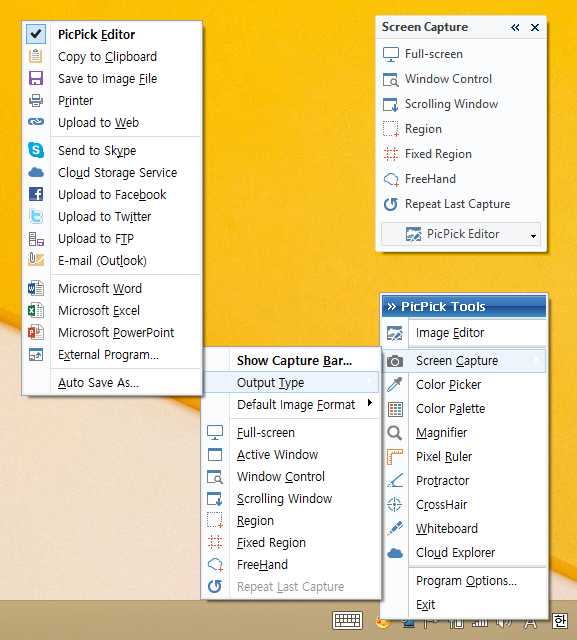 PicPick Editor
Copy to Clipboard
Save to Image File
Printer
Upload to Web
Send to Skype
Cloud Storage Service
Upload to Facebook
Upload to Twitter
Upload to FTP
E-mail (Outlook)
Microsoft Word
Microsoft Excel
Microsoft PowerPoint
External Program...
Auto Save As...
Screen Capture
Full-screen
Window Control
Scrolling Window
Region
Fixed Region
FreeHand
Repeat Last Capture
PicPick Editor
Show Capture Bar...
Output Type
Default Image Format
Full-screen
Active Window
Window Control
Scrolling Window
Region
Fixed Region
FreeHand
Repeat Last Capture
PicPick Tools
Image Editor
Screen Capture
Color Picker
Color Palette
Magnifier
Pixel Ruler
Protractor
CrossHair
Whiteboard
Cloud Explorer
Program Options...
Exit
A 한